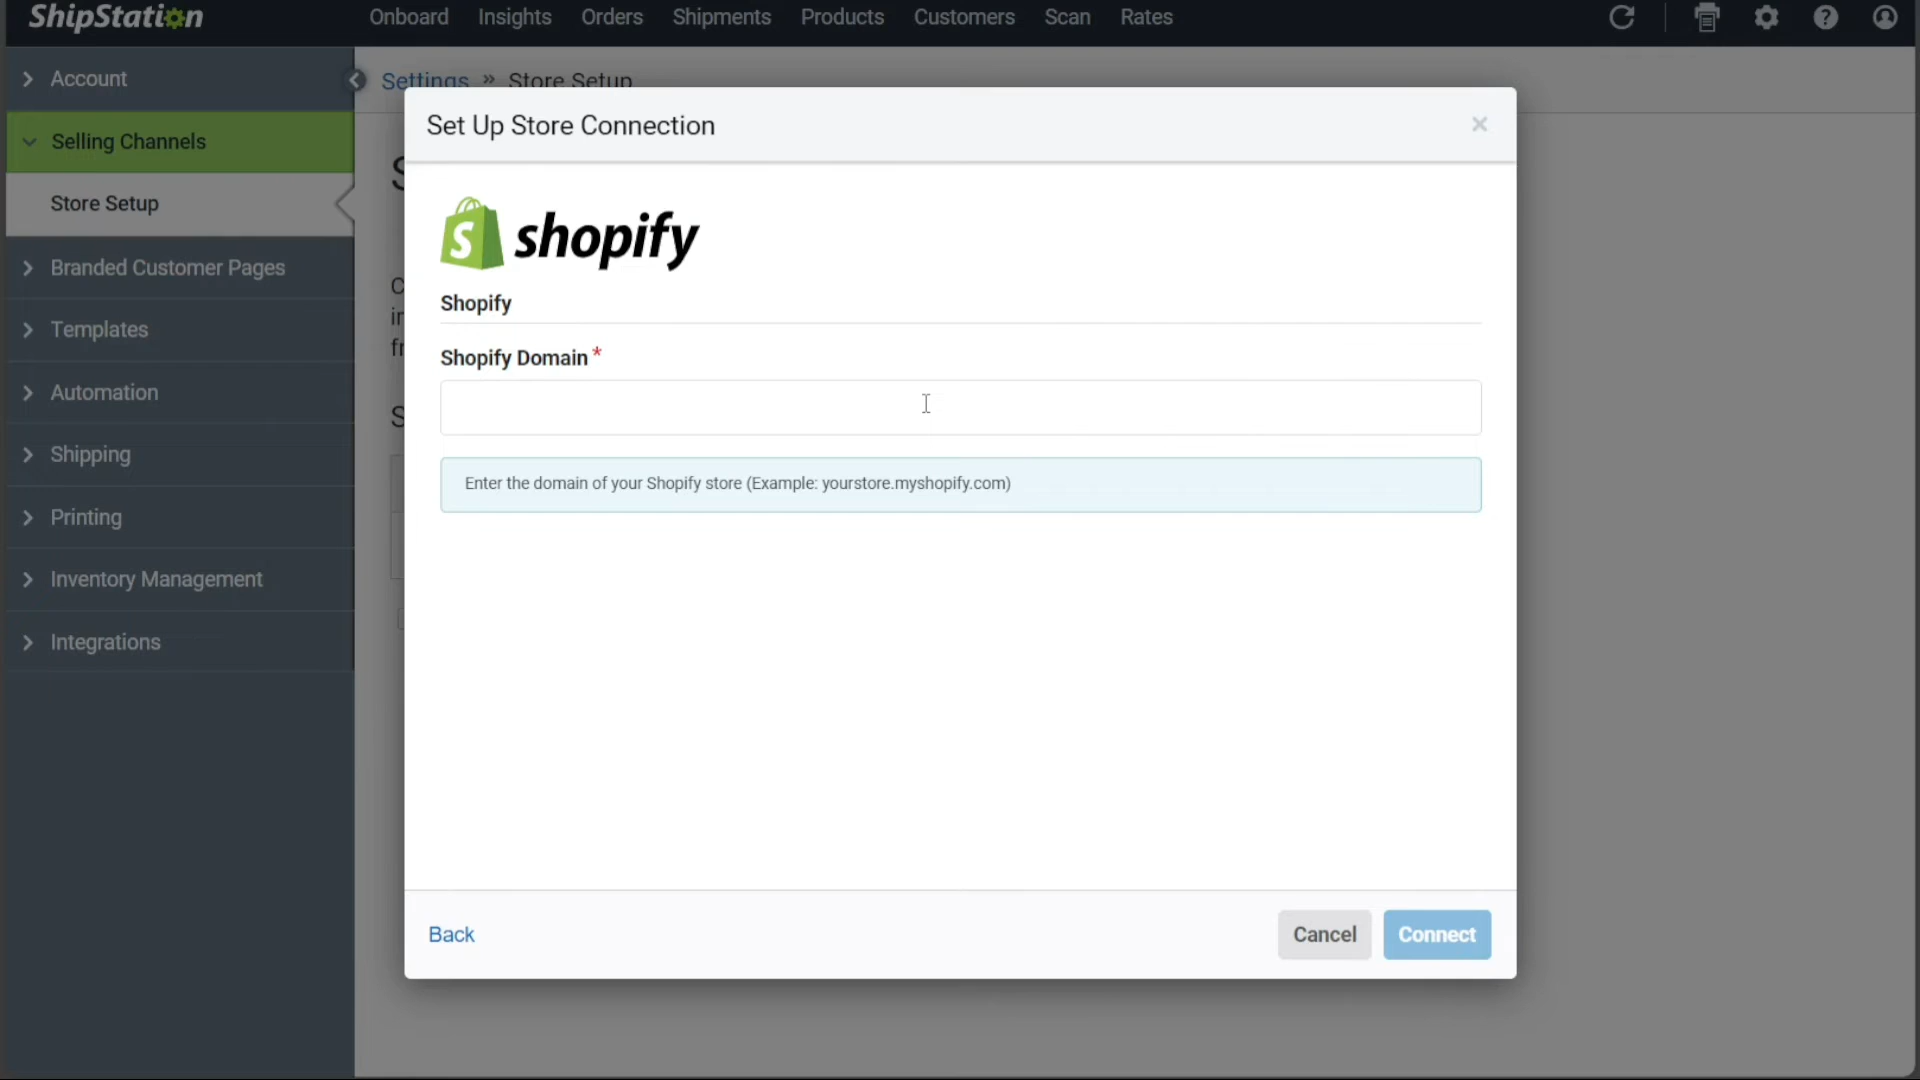 ShipStation
Onboard Insights Orders Shipments Products Customers Scan Rates
Account
Selling Channels
Store Setup
Branded Customer Pages
Templates
Automation
Shipping
Printing
Inventory Management
Integrations
Settings » Store Setup
Set Up Store Connection
shopify
Shopify
Shopify Domain *
Enter the domain of your Shopify store (Example: yourstore.myshopify.com)
Back
Cancel
Connect